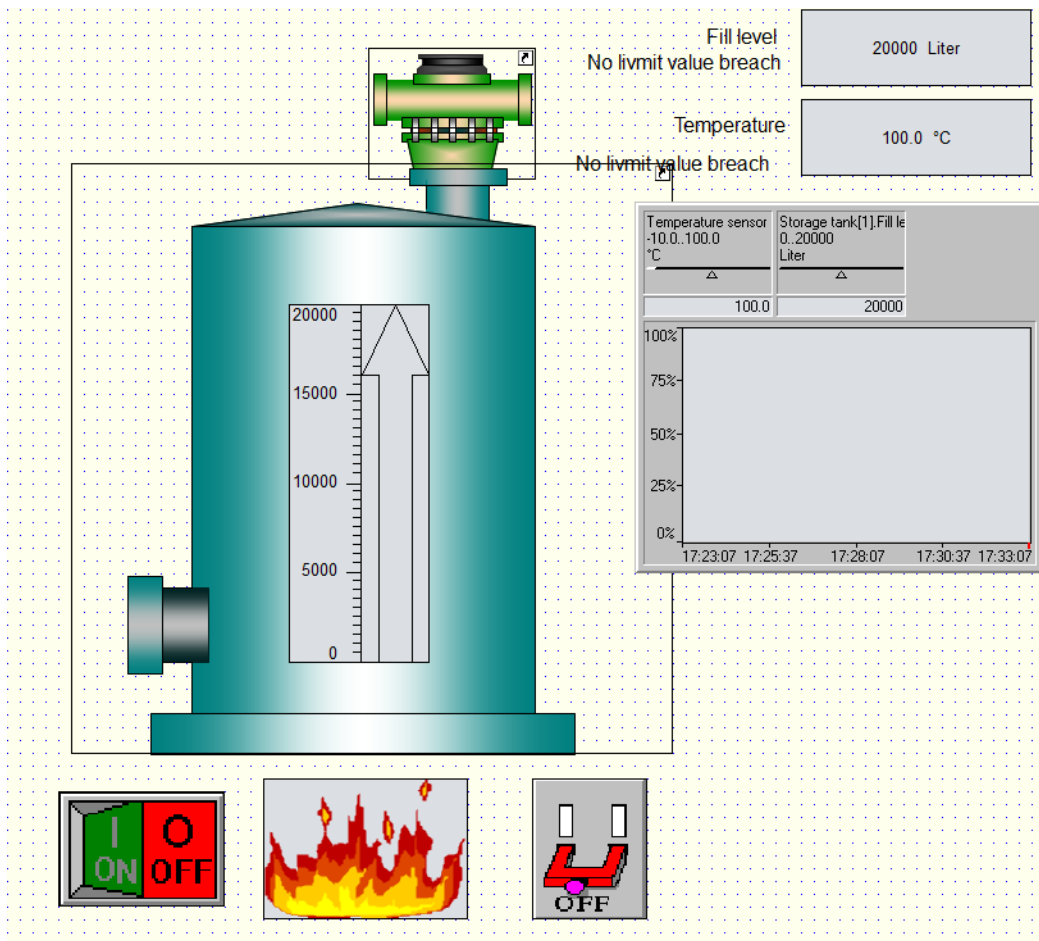 Fill level
No livmit value breach
20000 Liter
Temperature
No livmit value breach
100.0 °C
Temperature sensor
-10.0..100.0
°C
100.0
Storage tank[1].Fill le
0..20000
Liter
20000
20000
15000
10000
5000
0
100%
75%
50%
25%
0%
17:23:07 17:25:37 17:28:07 17:30:37 17:33:07
I
ON
O
OFF
OFF